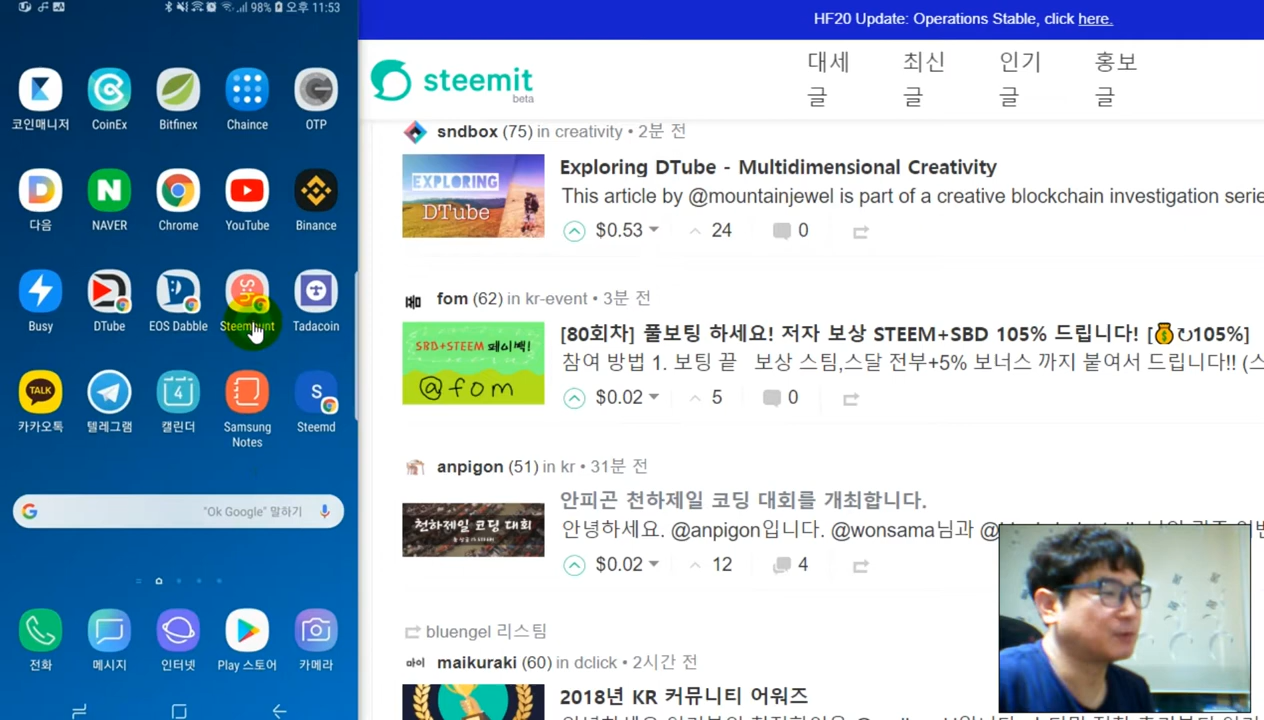 98% 오후 11:53
코인매니저
CoinEx
Bitfinex
Chaince
OTP
다음
NAVER
Chrome
YouTube
Binance
Busy
DTube
EOS Dabble
Steemhunt
Tadacoin
TALK
4
S
카카오톡
텔레그램
캘린더
Samsung
Notes
Steemd
"Ok Google" 말하기
전화
메시지
인터넷
Play 스토어
카메라
HF20 Update: Operations Stable, click here.
steemit
beta
대세
글
최신
글
인기
글
홍보
글
sndbox (75) in creativity • 2분 전
EXPLORING
DTube
Exploring DTube - Multidimensional Creativity
This article by @mountainjewel is part of a creative blockchain investigation serie
$0.53 24 0
fom (62) in kr-event • 3분 전
SBD+STEEM 페이백!
@fom
[80회차] 풀보팅 하세요! 저자 보상 STEEM+SBD 105% 드립니다! [💰↻105%]
참여 방법 1. 보팅 끝 보상 스팀,스달 전부+5% 보너스 까지 붙여서 드립니다!! (스
$0.02 5 0
anpigon (51) in kr • 31분 전
천하제일 코딩 대회
안피곤 천하제일 코딩 대회를 개최합니다.
안녕하세요. @anpigon입니다. @wonsama님과
$0.02 12 4
bluengel 리스팀
maikuraki (60) in dclick • 2시간 전
2018년 KR 커뮤니티 어워즈